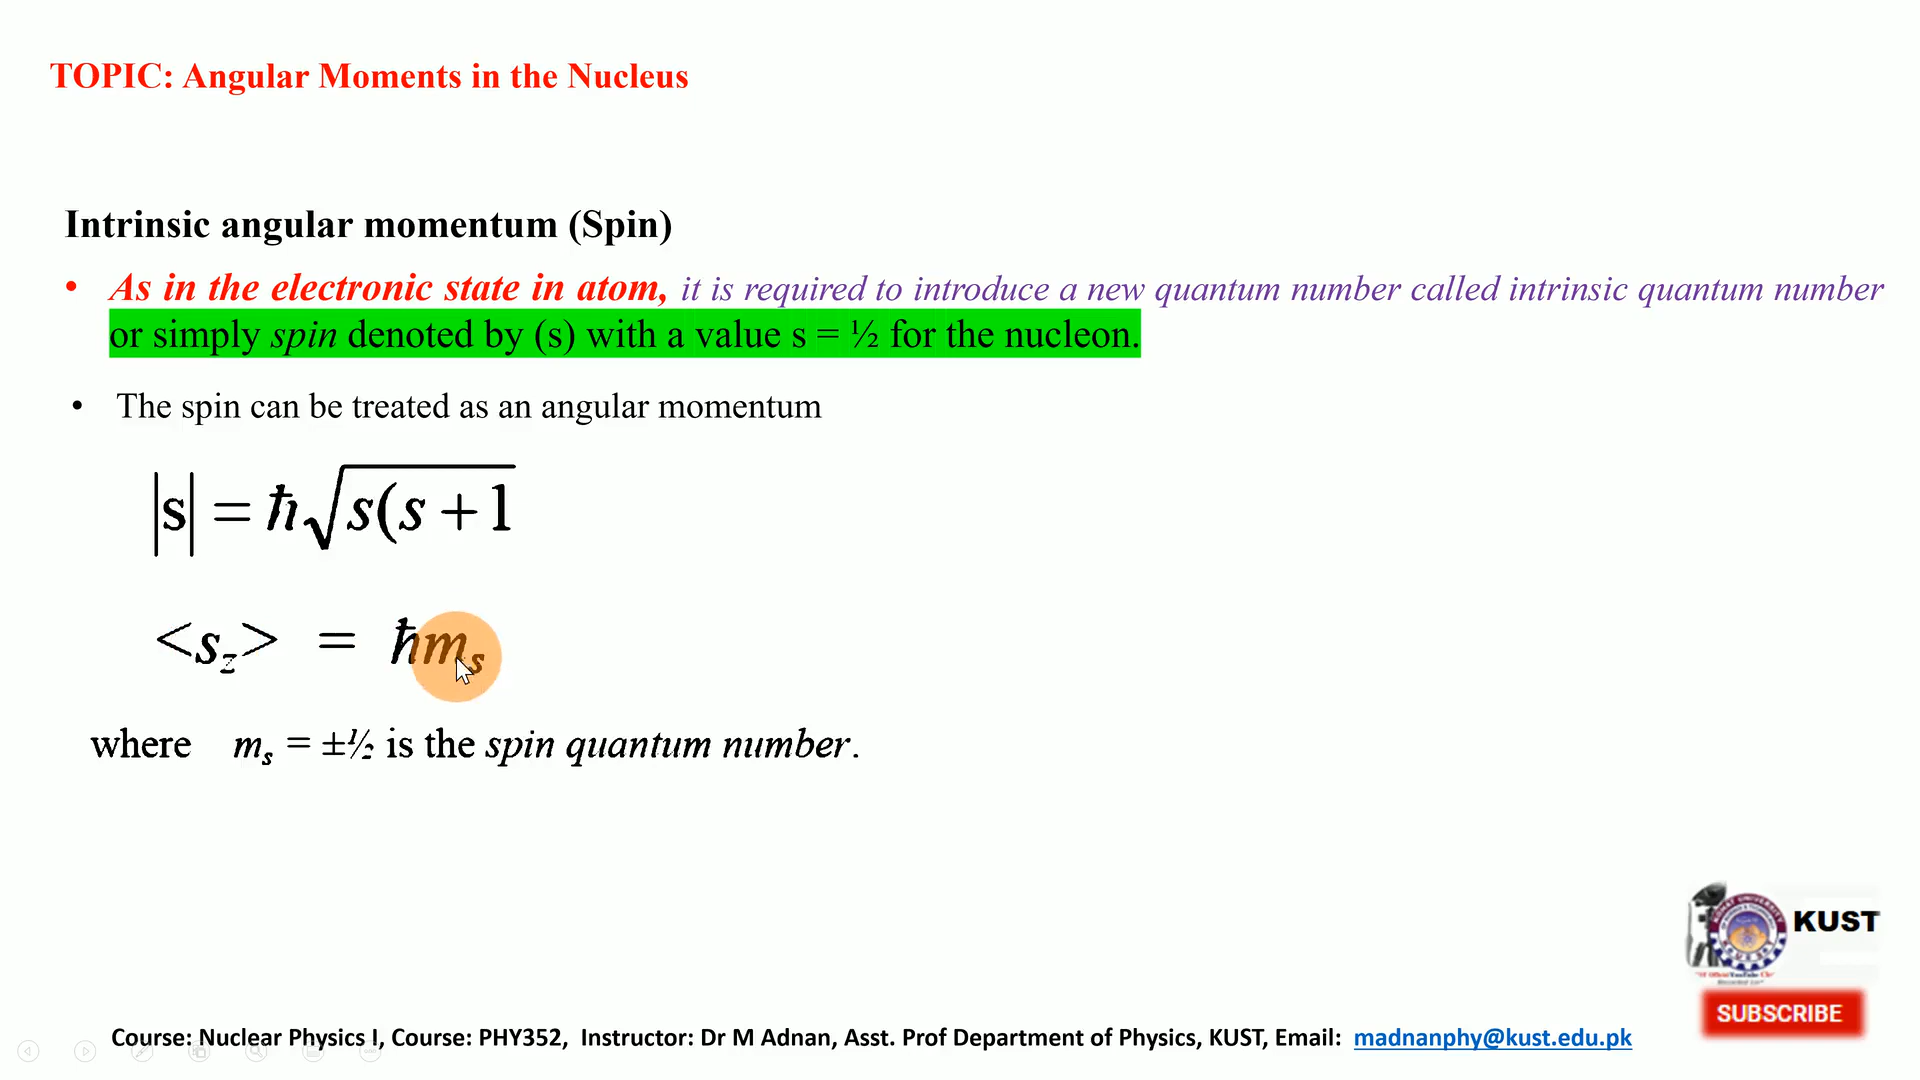 TOPIC: Angular Moments in the Nucleus
Intrinsic angular momentum (Spin)
• As in the electronic state in atom, it is required to introduce a new quantum number called intrinsic quantum number
or simply spin denoted by (s) with a value s = ½ for the nucleon.
• The spin can be treated as an angular momentum
|s| = ħ√s(s + 1
<s_z> = ħm_s
where m_s = ±½ is the spin quantum number.
KUST
SUBSCRIBE
Course: Nuclear Physics I, Course: PHY352, Instructor: Dr M Adnan, Asst. Prof Department of Physics, KUST, Email: madnanphy@kust.edu.pk